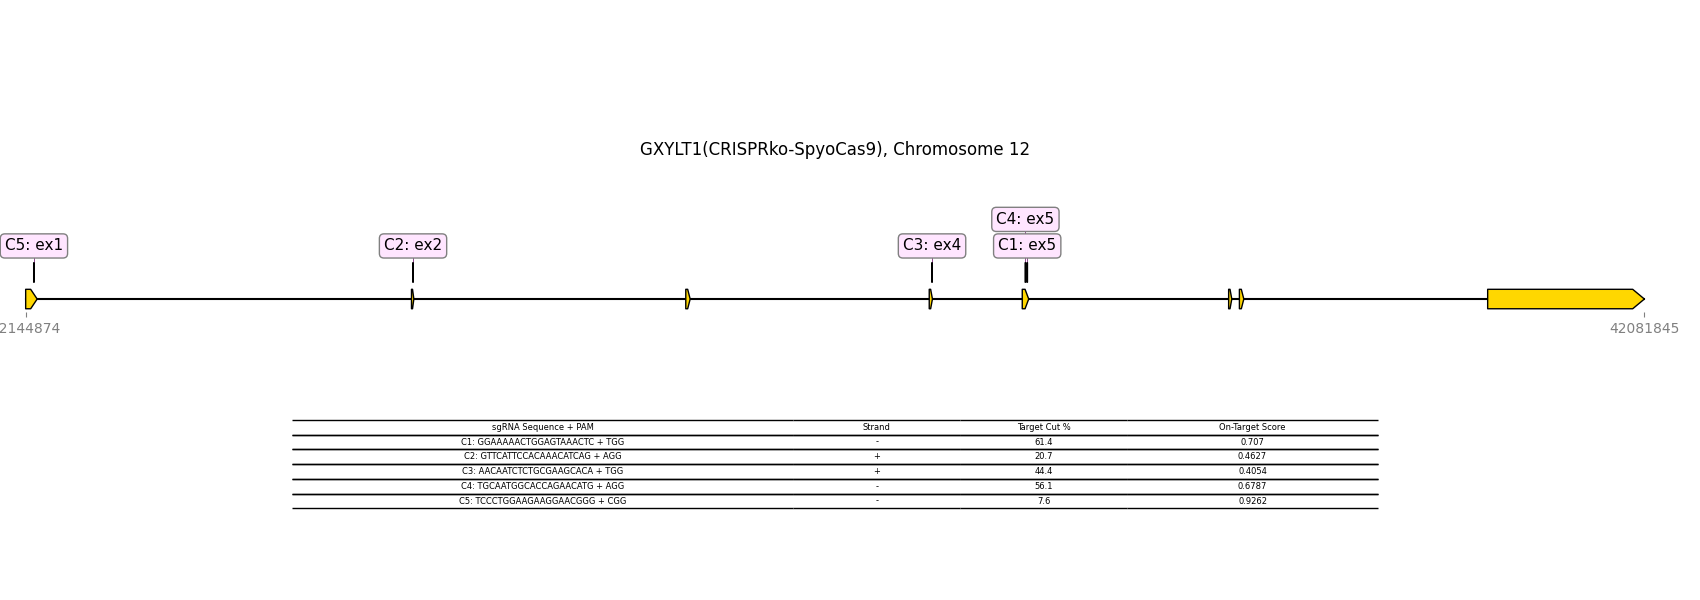 GXYLT1(CRISPRko-SpyoCas9), Chromosome 12
C4: ex5
C5: ex1 C2: ex2 C3: ex4 C1: ex5
2144874 42081845
sgRNA Sequence + PAM Strand Target Cut % On-Target Score
C1: GGAAAAACTGGAGTAAACTC + TGG - 61.4 0.707
C2: GTTCATTCCACAAACATCAG + AGG + 20.7 0.4627
C3: AACAATCTCTGCGAAGCACA + TGG + 44.4 0.4054
C4: TGCAATGGCACCAGAACATG + AGG - 56.1 0.6787
C5: TCCCTGGAAGAAGGAACGGG + CGG - 7.6 0.9262